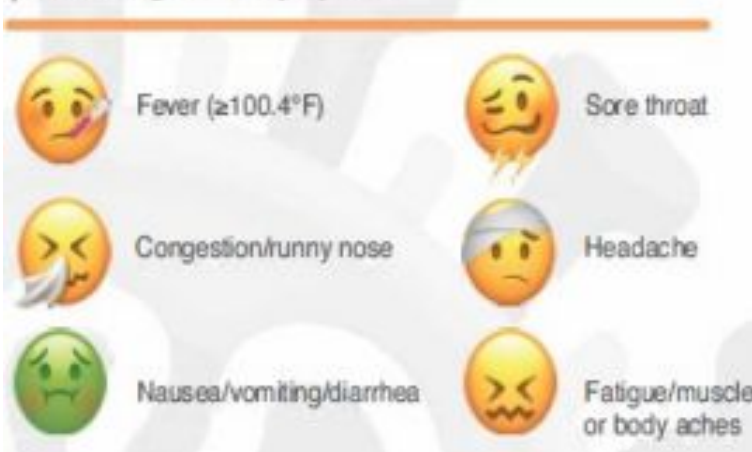 Fever (≥100.4°F)
Sore throat
Congestion/runny nose
Headache
Nausea/vomiting/diarrhea
Fatigue/muscle
or body aches